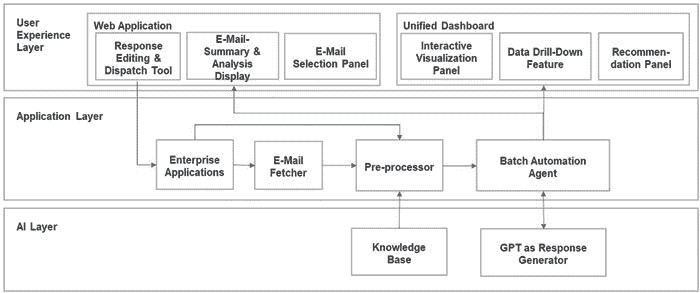 User
Experience
Layer
Web Application
Response
Editing &
Dispatch Tool
E-Mail-
Summary &
Analysis
Display
E-Mail
Selection Panel
Unified Dashboard
Interactive
Visualization
Panel
Data Drill-Down
Feature
Recommen-
dation Panel
Application Layer
Enterprise
Applications
E-Mail
Fetcher
Pre-processor
Batch Automation
Agent
AI Layer
Knowledge
Base
GPT as Response
Generator